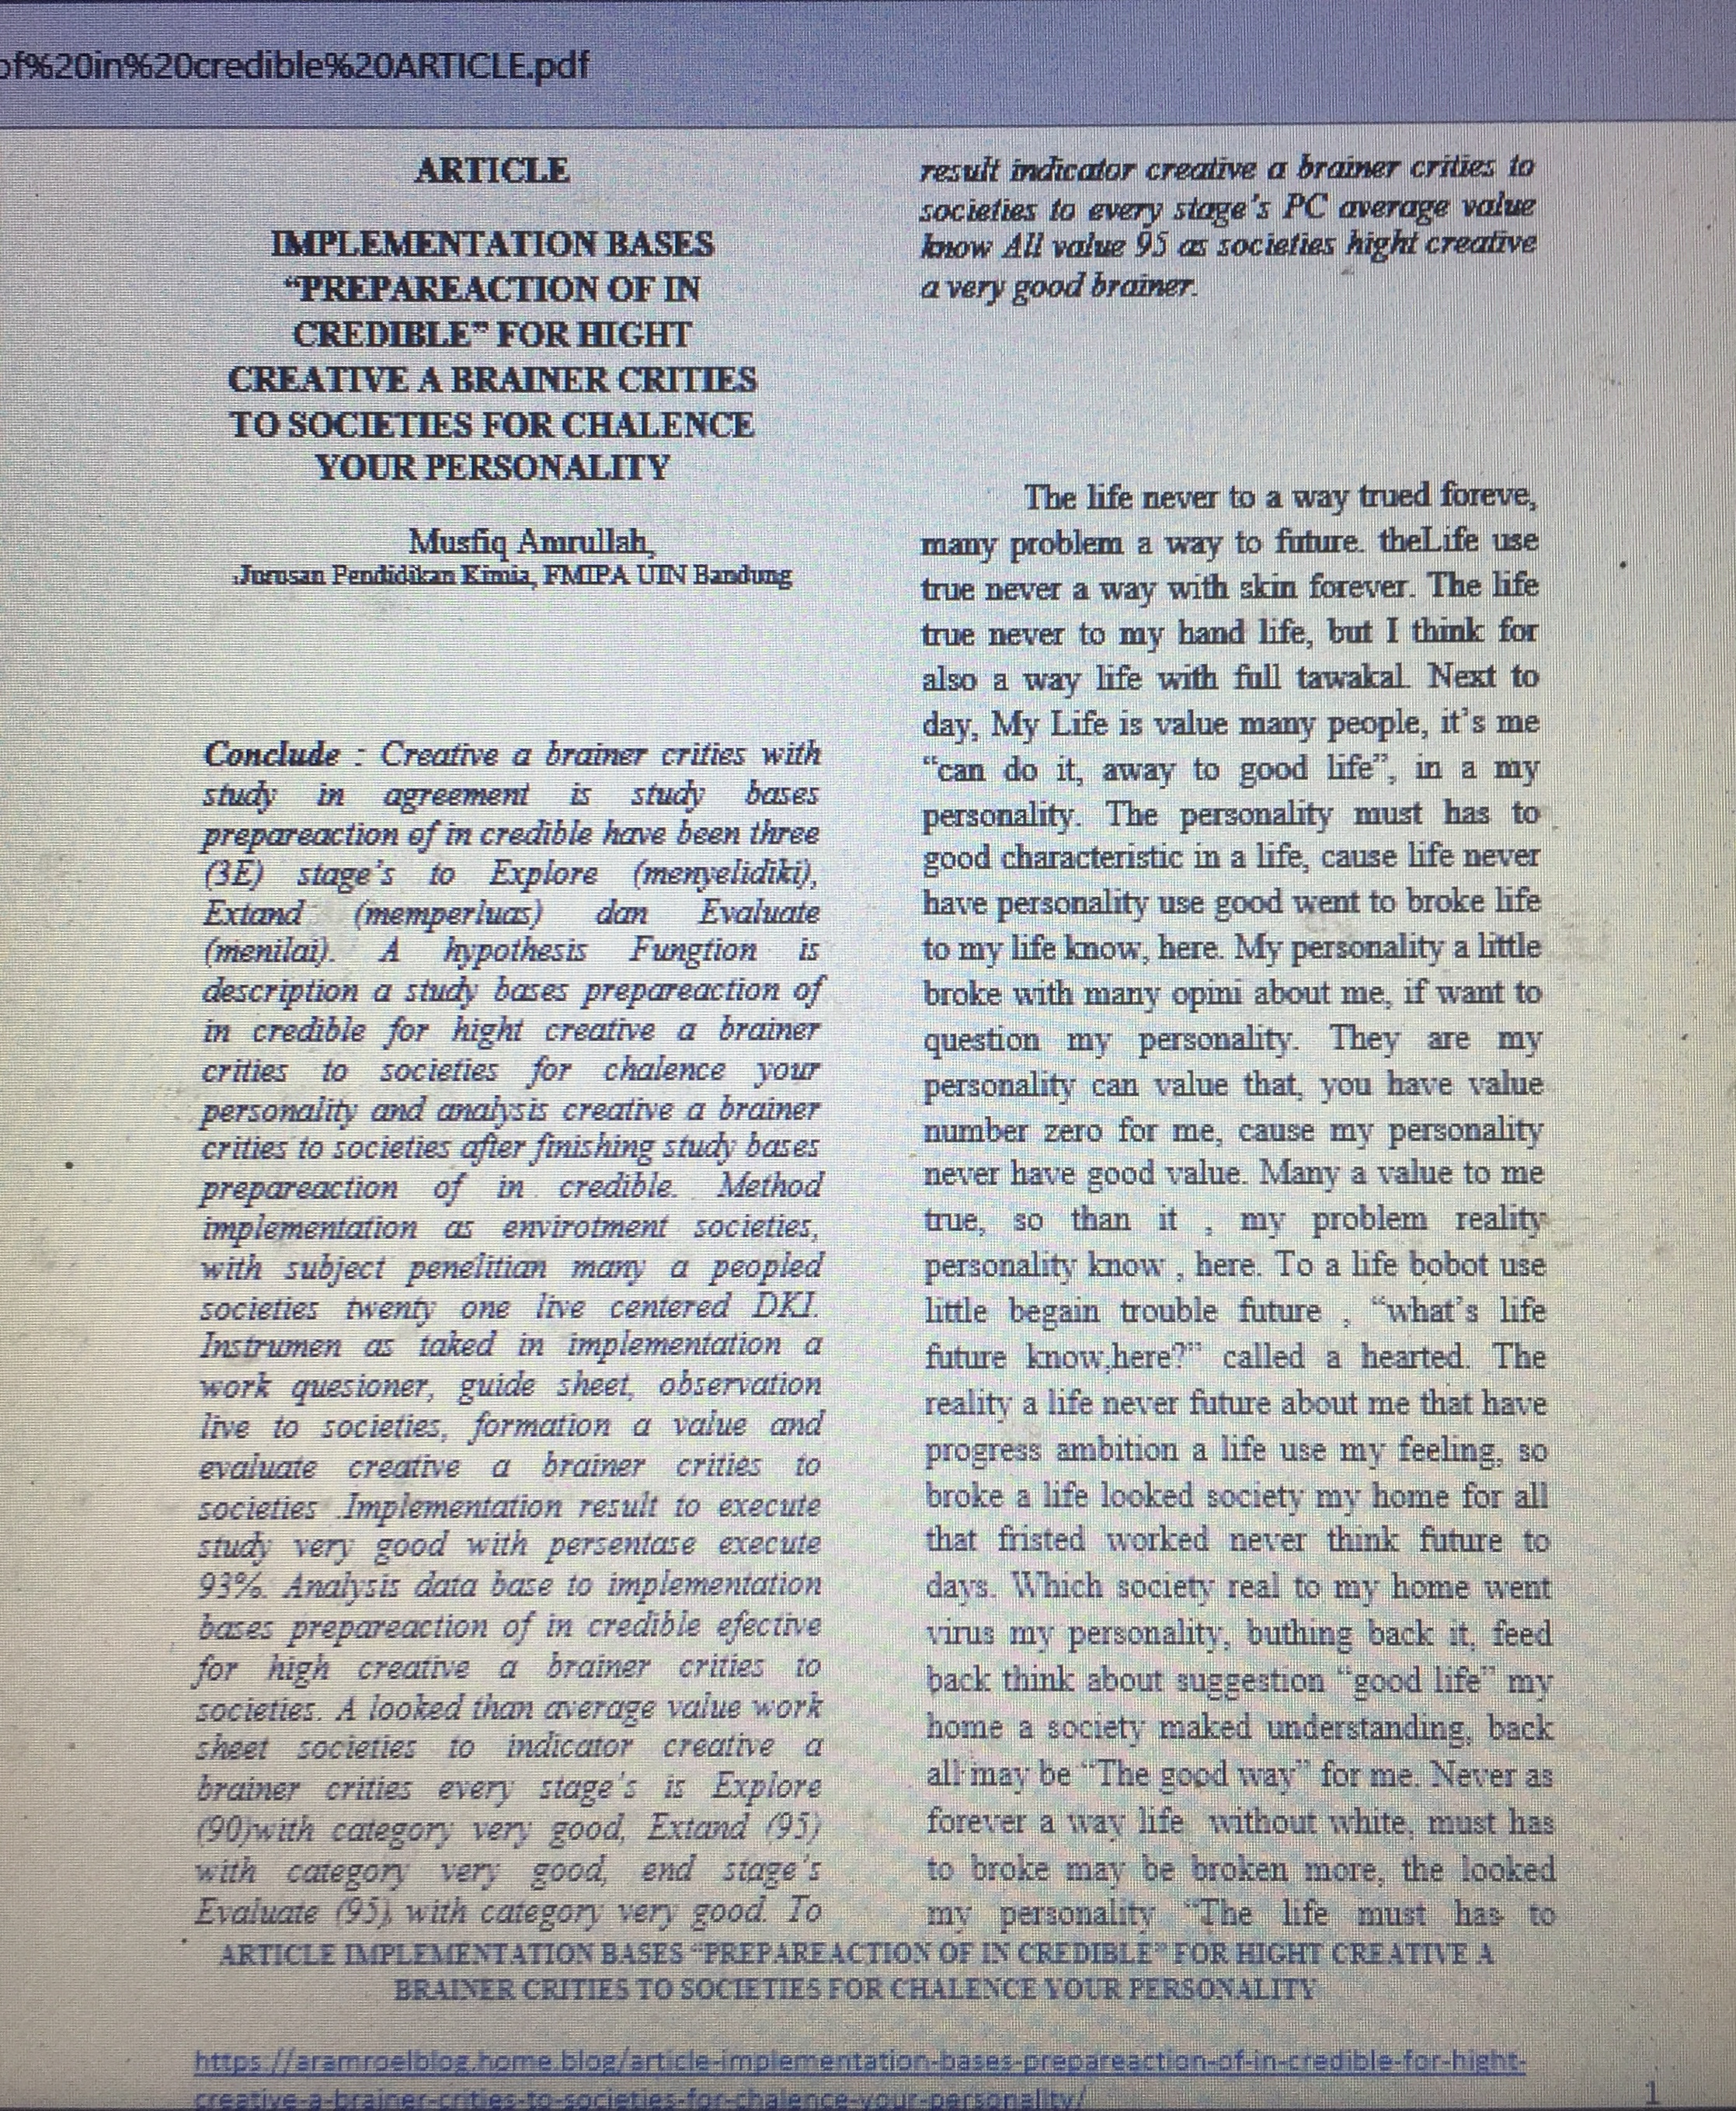 of%20in%20credible%20ARTICLE.pdf
ARTICLE
IMPLEMENTATION BASES
“PREPAREACTION OF IN
CREDIBLE” FOR HIGHT
CREATIVE A BRAINER CRITIES
TO SOCIETIES FOR CHALENCE
YOUR PERSONALITY
Musfiq Amrullah,
.Jurusan Pendidikan Kimia, FMIPA UIN Bandung
Conclude : Creative a brainer crities with
study in agreement is study bases
prepareaction of in credible have been three
(3E) stage's to Explore (menyelidiki),
Extand (memperluas) dan Evaluate
(menilai). A hypothesis Fungtion is
description a study bases prepareaction of
in credible for hight creative a brainer
crities to societies for chalence your
personality and analysis creative a brainer
crities to societies after finishing study bases
prepareaction of in credible. Method
implementation as envirotment societies,
with subject penelitian many a peopled
societies twenty one live centered DKI.
Instrumen as taked in implementation a
work quesioner, guide sheet, observation
live to societies, formation a value and
evaluate creative a brainer crities to
societies .Implementation result to execute
study very good with persentase execute
93%. Analysis data base to implementation
bases prepareaction of in credible efective
for high creative a brainer crities to
societies. A looked than average value work
sheet societies to indicator creative a
brainer crities every stage's is Explore
(90)with category very good, Extand (95)
with category very good, end stage's
Evaluate (95), with category very good. To
result indicator creative a brainer crities to
societies to every stage's PC average value
know All value 95 as societies hight creative
a very good brainer.
The life never to a way trued foreve,
many problem a way to future. theLife use
true never a way with skin forever. The life
true never to my hand life, but I think for
also a way life with full tawakal. Next to
day, My Life is value many people, it's me
“can do it, away to good life”, in a my
personality. The personality must has to
good characteristic in a life, cause life never
have personality use good went to broke life
to my life know, here. My personality a little
broke with many opini about me, if want to
question my personality. They are my
personality can value that, you have value
number zero for me, cause my personality
never have good value. Many a value to me
true, so than it , my problem reality
personality know , here. To a life bobot use
little begain trouble future , “what's life
future know,here?” called a hearted. The
reality a life never future about me that have
progress ambition a life use my feeling, so
broke a life looked society my home for all
that fristed worked never think future to
days. Which society real to my home went
virus my personality, buthing back it, feed
back think about suggestion “good life” my
home a society maked understanding, back
all may be “The good way” for me. Never as
forever a way life without white, must has
to broke may be broken more, the looked
my personality “The life must has to
ARTICLE IMPLEMENTATION BASES “PREPAREACTION OF IN CREDIBLE” FOR HIGHT CREATIVE A
BRAINER CRITIES TO SOCIETIES FOR CHALENCE YOUR PERSONALITY
https://aramroelblog.home.blog/article-implementation-bases-prepareaction-of-in-credible-for-hight-
creative-a-brainer-crities-to-societies-for-chalence-your-personality/
1